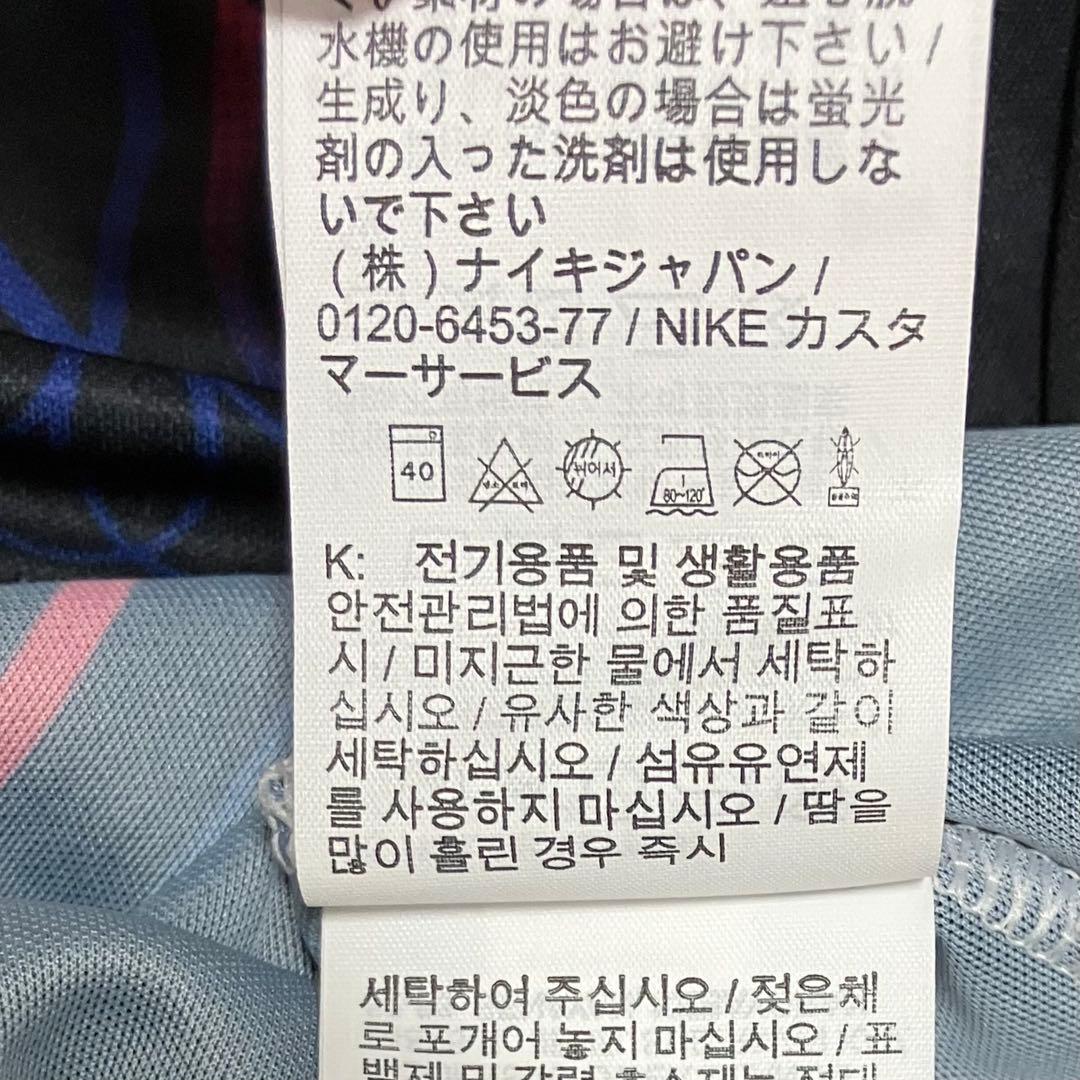 水機の使用はお避け下さい /
生成り、淡色の場合は蛍光
剤の入った洗剤は使用しな
いで下さい
( 株 ) ナイキジャパン /
0120-6453-77 / NIKE カスタ
マーサービス
40 뉘어서 80~120°
K: 전기용품 및 생활용품
안전관리법에 의한 품질표
시 / 미지근한 물에서 세탁하
십시오 / 유사한 색상과 같이
세탁하십시오 / 섬유유연제
를 사용하지 마십시오 / 땀을
많이 흘린 경우 즉시
세탁하여 주십시오 / 젖은채
로 포개어 놓지 마십시오 / 표